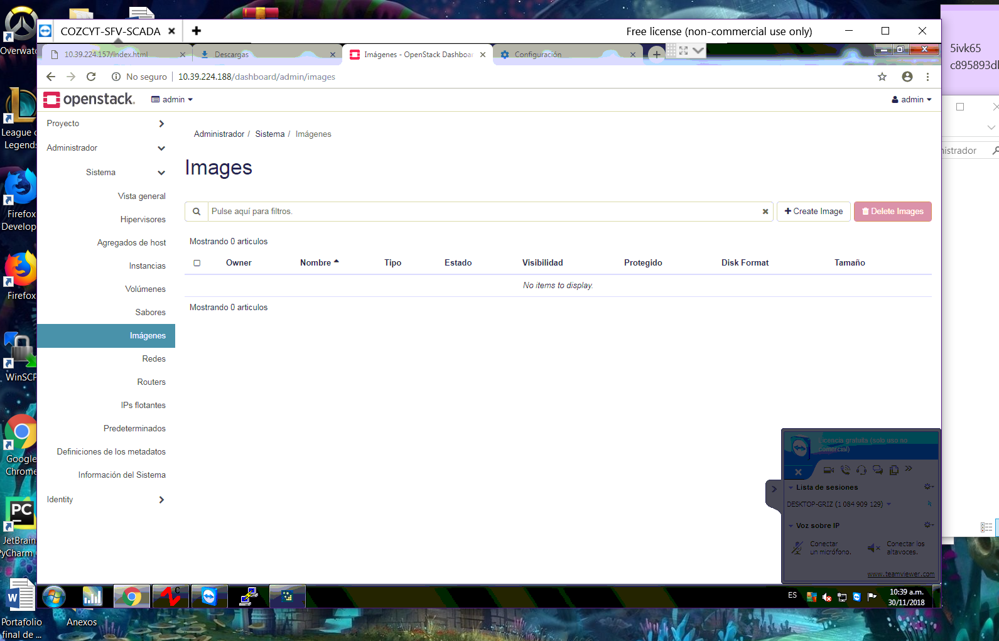 Overwatc
COZCYT-SFV-SCADA
Free license (non-commercial use only)
5ivk65
c895893dl
10.39.224.157/index.html
Descargas
Imágenes - OpenStack Dashboar
Configuración
No seguro
10.39.224.188/dashboard/admin/images
openstack.
admin
admin
Proyecto
Administrador
Sistema
Vista general
Hipervisores
Agregados de host
Instancias
Volúmenes
Sabores
Imágenes
Redes
Routers
IPs flotantes
Predeterminados
Definiciones de los metadatos
Información del Sistema
Identity
Administrador / Sistema / Imágenes
Images
Pulse aquí para filtros.
Create Image
Delete Images
Mostrando 0 articulos
Owner Nombre Tipo Estado Visibilidad Protegido Disk Format Tamaño
No items to display.
Mostrando 0 articulos
nistrador
League o
Legends
Firefox
Develop
Firefox
WinSCP
Google
Chrome
PC
JetBrain
PyCharm
W
Portafolio
final de ...
Anexos
Licencia gratuita (solo uso no
comercial)
Lista de sesiones
DESKTOP-GRIZ (1 084 909 129)
Voz sobre IP
Conectar
un micrófono.
Conectar los
altavoces.
www.teamviewer.com
C
ES
10:39 a.m.
30/11/2018